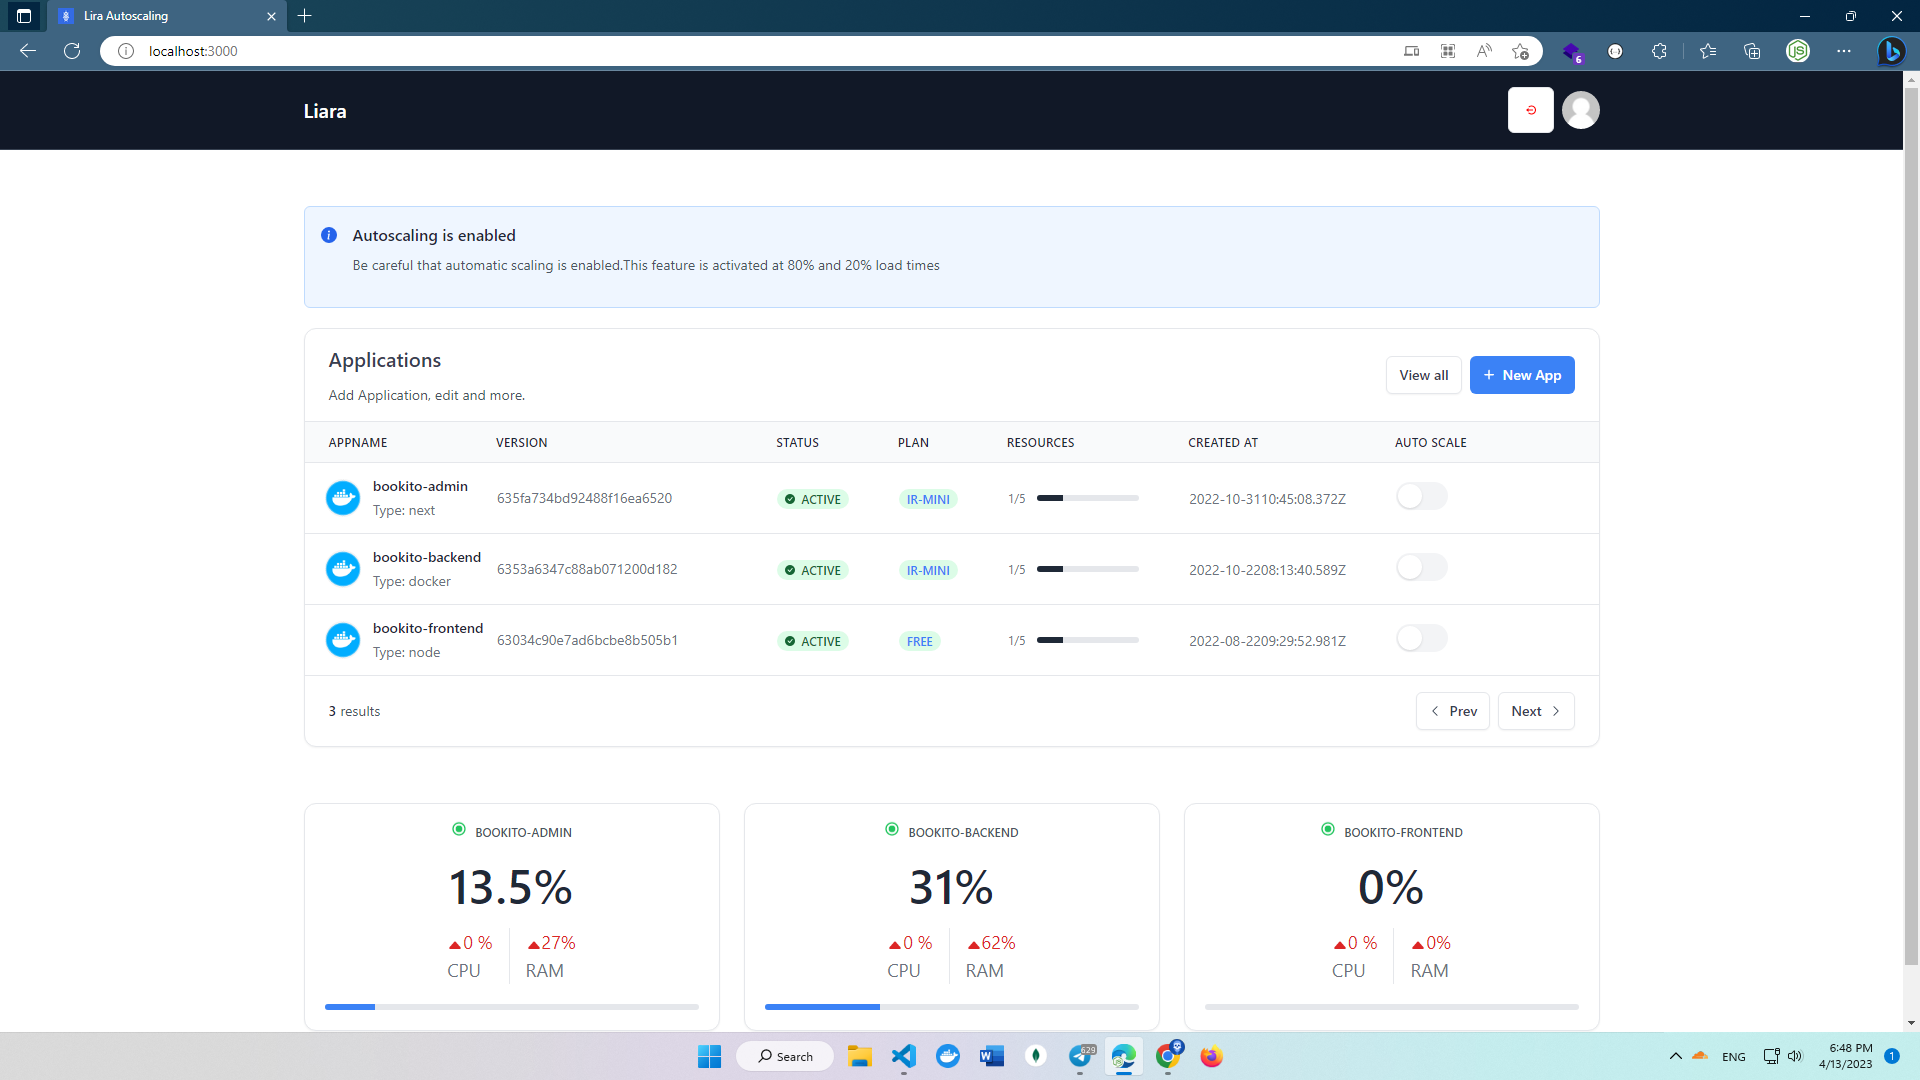 Lira Autoscaling
localhost:3000
6
Liara
Autoscaling is enabled
Be careful that automatic scaling is enabled.This feature is activated at 80% and 20% load times
Applications
Add Application, edit and more.
View all
+ New App
APPNAME VERSION STATUS PLAN RESOURCES CREATED AT AUTO SCALE
bookito-admin
Type: next
635fa734bd92488f16ea6520 ACTIVE IR-MINI 1/5 2022-10-3110:45:08.372Z
bookito-backend
Type: docker
6353a6347c88ab071200d182 ACTIVE IR-MINI 1/5 2022-10-2208:13:40.589Z
bookito-frontend
Type: node
63034c90e7ad6bcbe8b505b1 ACTIVE FREE 1/5 2022-08-2209:29:52.981Z
3 results
Prev Next
BOOKITO-ADMIN
13.5%
0 % 27%
CPU RAM
BOOKITO-BACKEND
31%
0 % 62%
CPU RAM
BOOKITO-FRONTEND
0%
0 % 0%
CPU RAM
Search
629
ENG
6:48 PM
4/13/2023
1